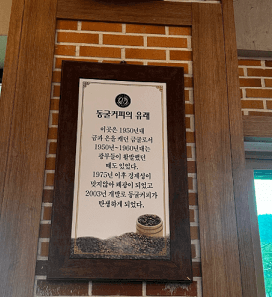 동굴커피의 유래
이곳은 1950년대
금과 은을 캐던 금굴로서
1950년~1960년대는
광부들이 활발했던
때도 있었다.
1975년 이후 경제성이
맞지않아 폐광이 되었고
2003년 개발로 동굴커피가
탄생하게 되었다.